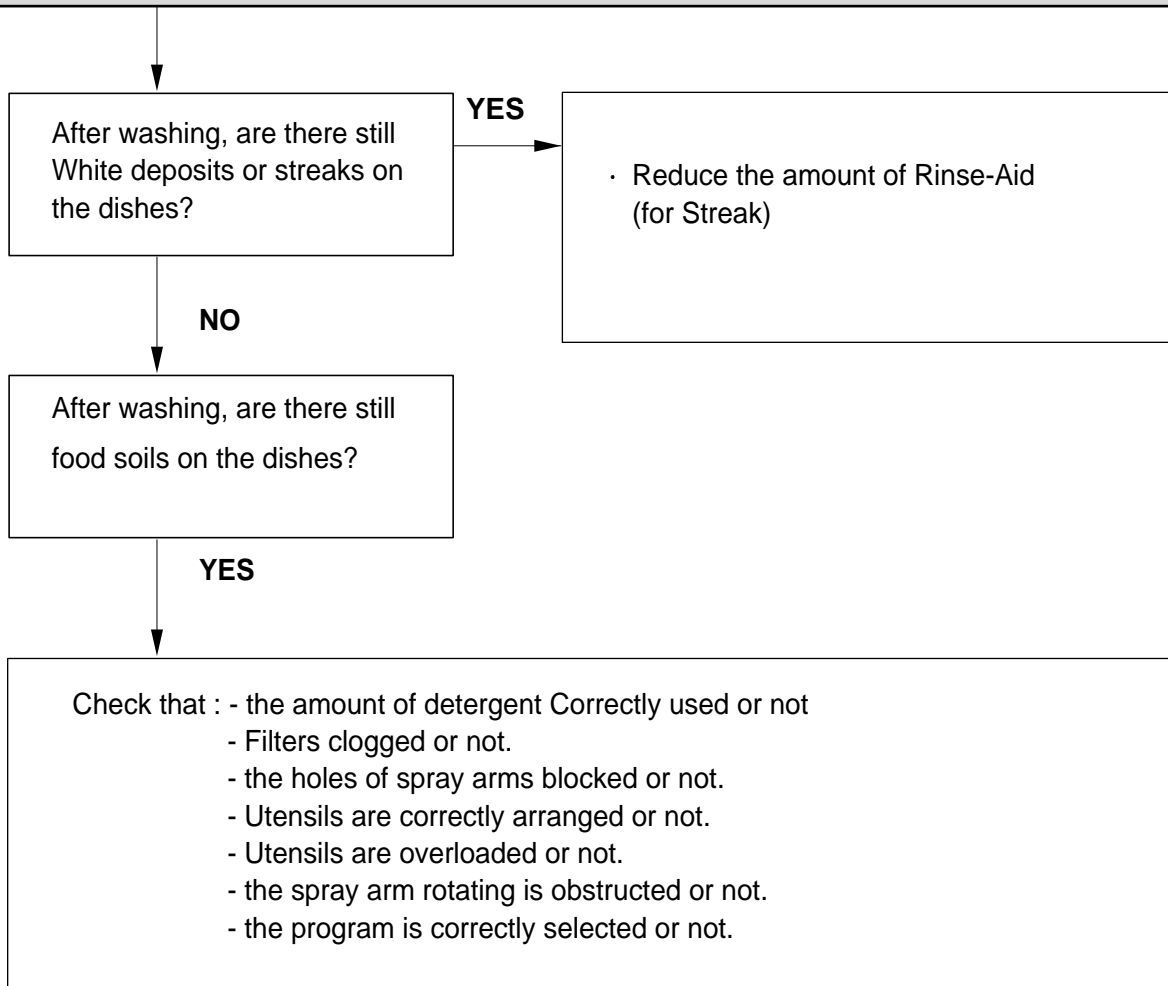 After washing, are there still
White deposits or streaks on
the dishes?
YES
· Reduce the amount of Rinse-Aid
(for Streak)
NO
After washing, are there still
food soils on the dishes?
YES
Check that : - the amount of detergent Correctly used or not
- Filters clogged or not.
- the holes of spray arms blocked or not.
- Utensils are correctly arranged or not.
- Utensils are overloaded or not.
- the spray arm rotating is obstructed or not.
- the program is correctly selected or not.